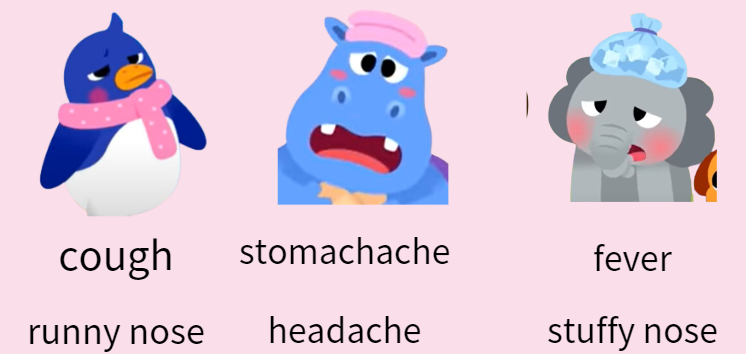 cough stomachache fever
runny nose headache stuffy nose